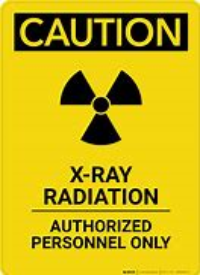 CAUTION
X-RAY
RADIATION
AUTHORIZED
PERSONNEL ONLY